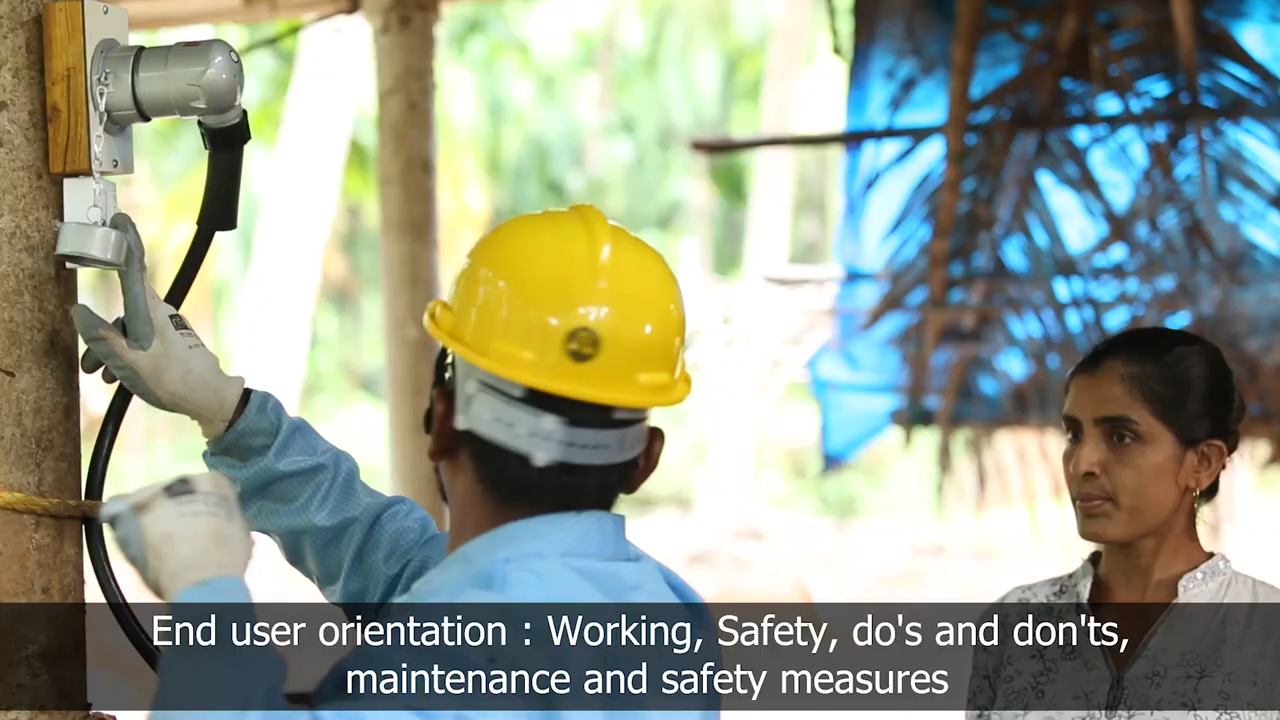 End user orientation : Working, Safety, do's and don'ts,
maintenance and safety measures